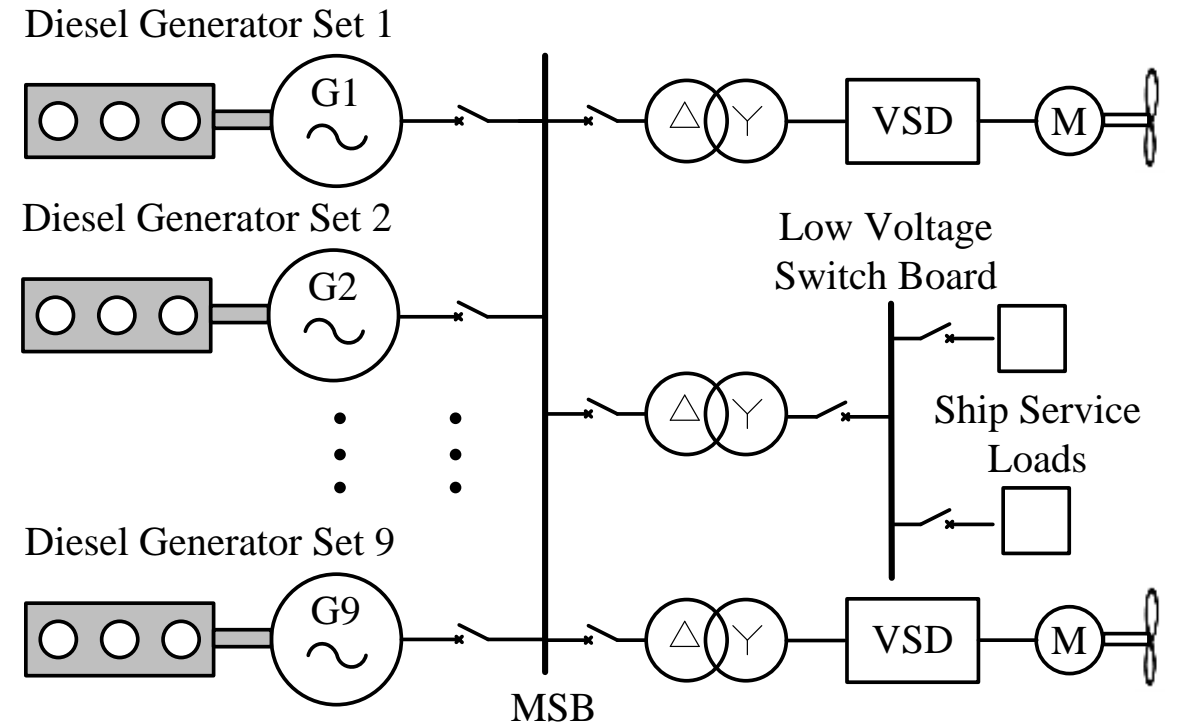 Diesel Generator Set 1
G1
VSD
M
Diesel Generator Set 2
G2
Low Voltage
Switch Board
Ship Service
Loads
Diesel Generator Set 9
G9
VSD
M
MSB